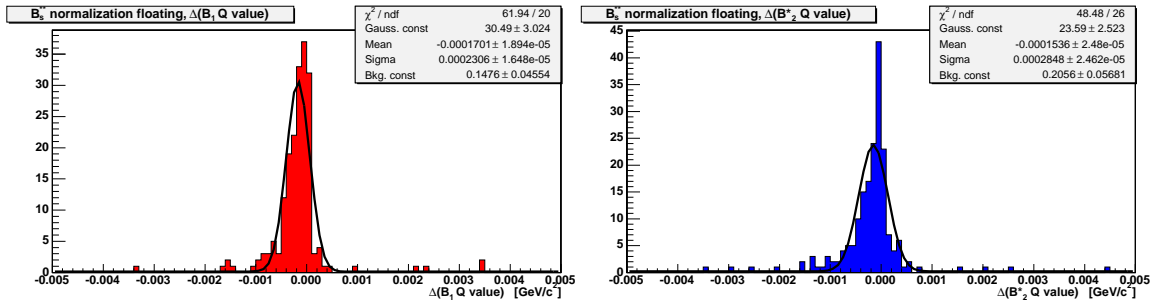 B_s^** normalization floating, Δ(B_1 Q value)
χ² / ndf 61.94 / 20
Gauss. const 30.49 ± 3.024
Mean -0.0001701 ± 1.894e-05
Sigma 0.0002306 ± 1.648e-05
Bkg. const 0.1476 ± 0.04554
35
30
25
20
15
10
5
0
-0.005 -0.004 -0.003 -0.002 -0.001 0.000 0.001 0.002 0.003 0.004 0.005
Δ(B_1 Q value) [GeV/c²]
B_s^** normalization floating, Δ(B*_2 Q value)
χ² / ndf 48.48 / 26
Gauss. const 23.59 ± 2.523
Mean -0.0001536 ± 2.48e-05
Sigma 0.0002848 ± 2.462e-05
Bkg. const 0.2056 ± 0.05681
45
40
35
30
25
20
15
10
5
0
-0.005 -0.004 -0.003 -0.002 -0.001 0.000 0.001 0.002 0.003 0.004 0.005
Δ(B*_2 Q value) [GeV/c²]